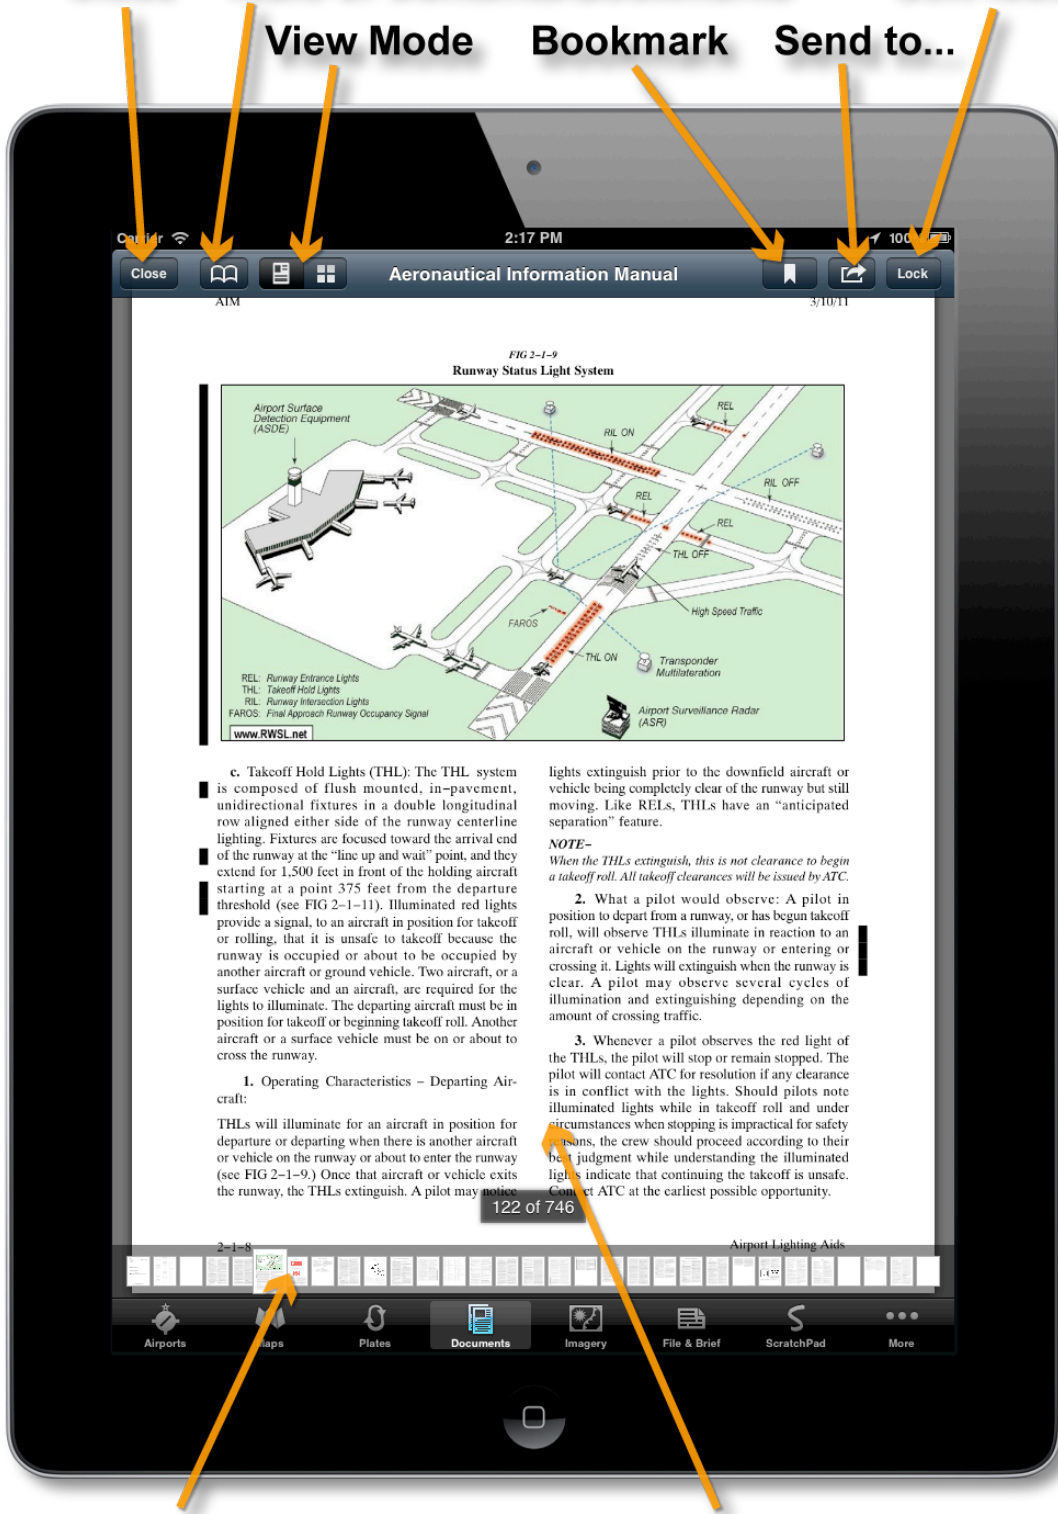 View Mode
Bookmark
Send to...
2:17 PM
Close
Aeronautical Information Manual
Lock
AIM
3/10/11
FIG 2−1−9
Runway Status Light System
Airport Surface
Detection Equipment
(ASDE)
REL
RIL ON
RIL OFF
REL
REL
THL OFF
High Speed Traffic
FAROS
THL ON
Transponder
Multilateration
REL: Runway Entrance Lights
THL: Takeoff Hold Lights
RIL: Runway Intersection Lights
FAROS: Final Approach Runway Occupancy Signal
Airport Surveillance Radar
(ASR)
www.RWSL.net
c. Takeoff Hold Lights (THL): The THL system
is composed of flush mounted, in−pavement,
unidirectional fixtures in a double longitudinal
row aligned either side of the runway centerline
lighting. Fixtures are focused toward the arrival end
of the runway at the “line up and wait” point, and they
extend for 1,500 feet in front of the holding aircraft
starting at a point 375 feet from the departure
threshold (see FIG 2−1−11). Illuminated red lights
provide a signal, to an aircraft in position for takeoff
or rolling, that it is unsafe to takeoff because the
runway is occupied or about to be occupied by
another aircraft or ground vehicle. Two aircraft, or a
surface vehicle and an aircraft, are required for the
lights to illuminate. The departing aircraft must be in
position for takeoff or beginning takeoff roll. Another
aircraft or a surface vehicle must be on or about to
cross the runway.
1. Operating Characteristics − Departing Air-
craft:
THLs will illuminate for an aircraft in position for
departure or departing when there is another aircraft
or vehicle on the runway or about to enter the runway
(see FIG 2−1−9.) Once that aircraft or vehicle exits
the runway, the THLs extinguish. A pilot may notice
lights extinguish prior to the downfield aircraft or
vehicle being completely clear of the runway but still
moving. Like RELs, THLs have an “anticipated
separation” feature.
NOTE−
When the THLs extinguish, this is not clearance to begin
a takeoff roll. All takeoff clearances will be issued by ATC.
2. What a pilot would observe: A pilot in
position to depart from a runway, or has begun takeoff
roll, will observe THLs illuminate in reaction to an
aircraft or vehicle on the runway or entering or
crossing it. Lights will extinguish when the runway is
clear. A pilot may observe several cycles of
illumination and extinguishing depending on the
amount of crossing traffic.
3. Whenever a pilot observes the red light of
the THLs, the pilot will stop or remain stopped. The
pilot will contact ATC for resolution if any clearance
is in conflict with the lights. Should pilots note
illuminated lights while in takeoff roll and under
circumstances when stopping is impractical for safety
reasons, the crew should proceed according to their
best judgment while understanding the illuminated
lights indicate that continuing the takeoff is unsafe.
Contact ATC at the earliest possible opportunity.
122 of 746
2−1−8
Airport Lighting Aids
Airports
Maps
Plates
Documents
Imagery
File & Brief
ScratchPad
More